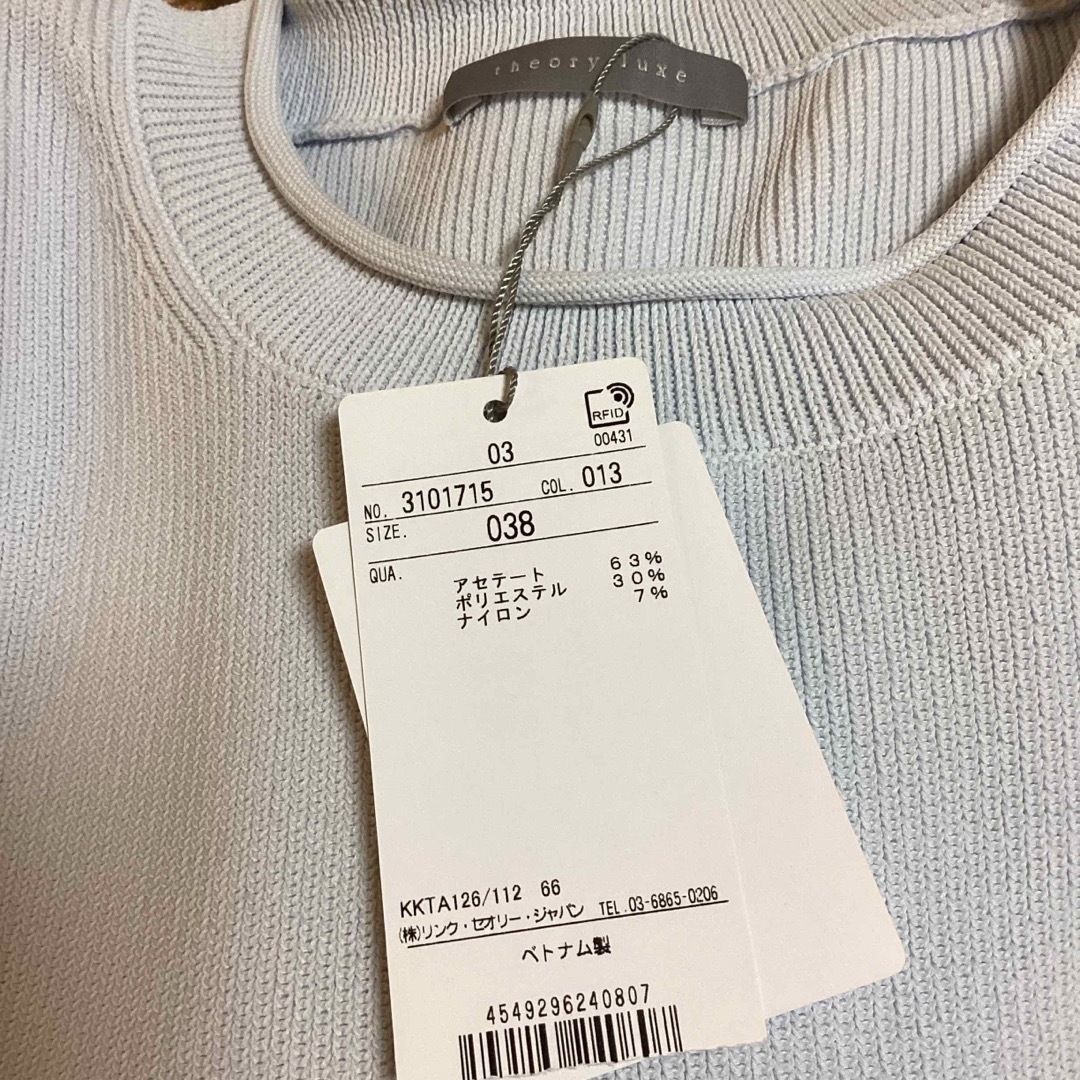 theory luxe
RFID
03 00431
NO. 3101715 COL. 013
SIZE. 038
QUA. アセテート 63%
ポリエステル 30%
ナイロン 7%
KKTA126/112 66
(株)リンク・セオリー・ジャパン TEL.03-6865-0206
ベトナム製
4549296240807